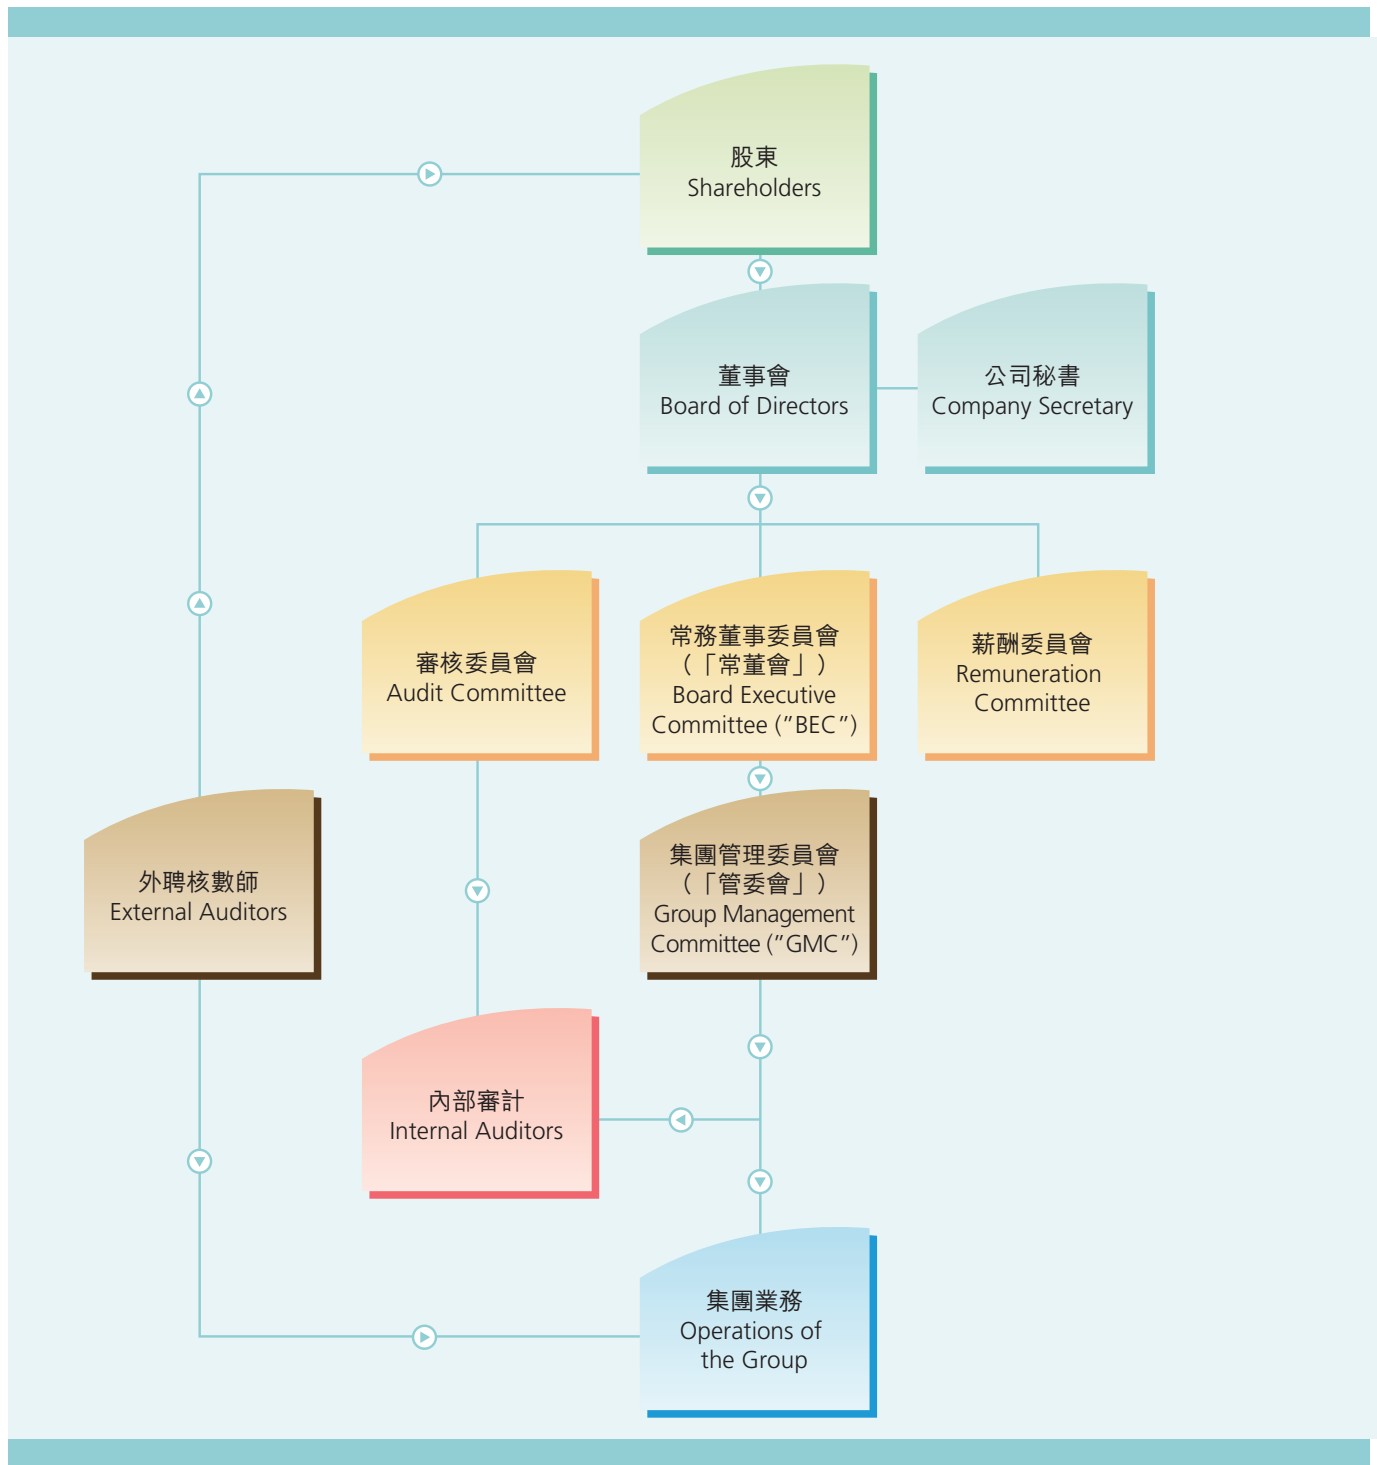 股東
Shareholders
董事會
Board of Directors
公司秘書
Company Secretary
審核委員會
Audit Committee
常務董事委員會
（「常董會」）
Board Executive
Committee (”BEC”)
薪酬委員會
Remuneration
Committee
外聘核數師
External Auditors
集團管理委員會
（「管委會」）
Group Management
Committee (”GMC”)
內部審計
Internal Auditors
集團業務
Operations of
the Group